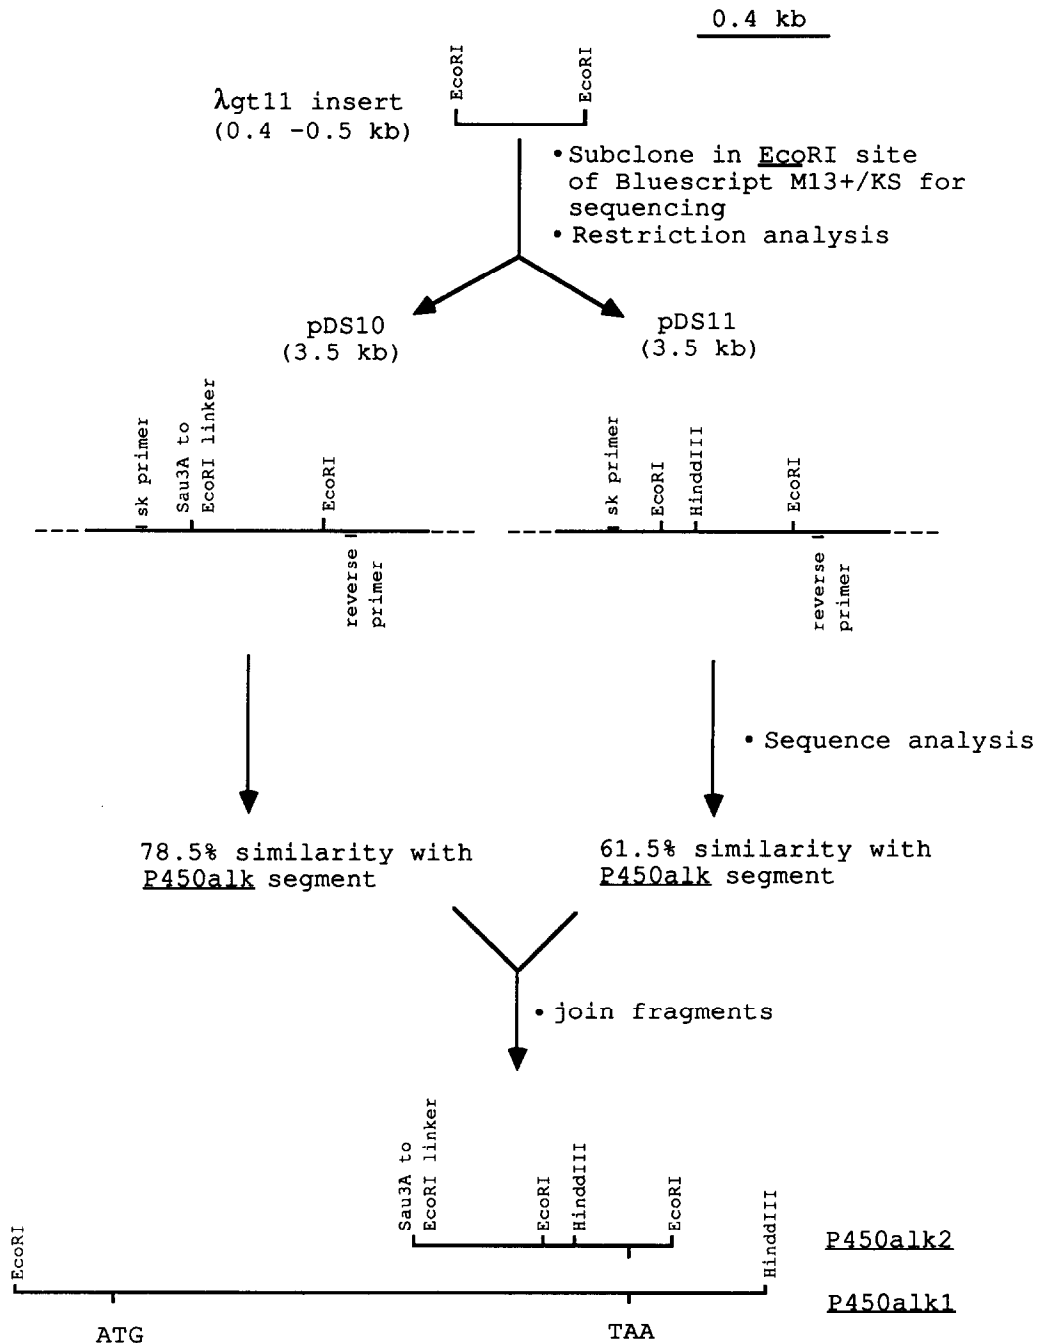 0.4 kb
EcoRI
EcoRI
λgt11 insert
(0.4 -0.5 kb)
• Subclone in EcoRI site
of Bluescript M13+/KS for
sequencing
• Restriction analysis
pDS10
(3.5 kb)
pDS11
(3.5 kb)
sk primer
Sau3A to
EcoRI linker
EcoRI
reverse
primer
sk primer
EcoRI
HinddIII
EcoRI
reverse
primer
• Sequence analysis
78.5% similarity with
P450alk segment
61.5% similarity with
P450alk segment
• join fragments
Sau3A to
EcoRI linker
EcoRI
HinddIII
EcoRI
P450alk2
EcoRI
HinddIII
P450alk1
ATG
TAA